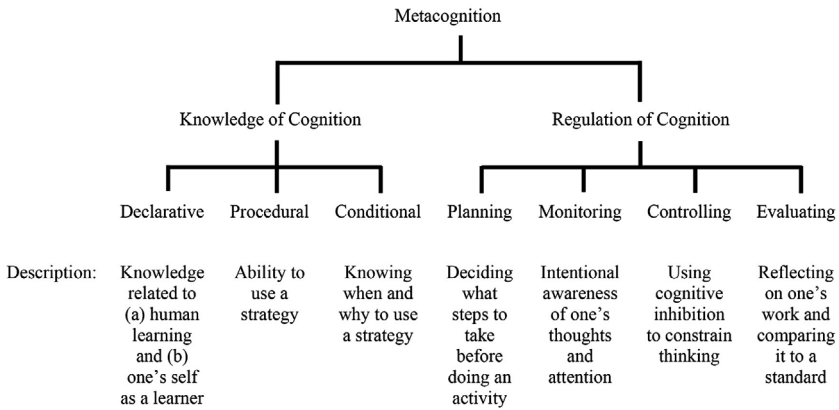 Metacognition
Knowledge of Cognition
Regulation of Cognition
Declarative
Procedural
Conditional
Planning
Monitoring
Controlling
Evaluating
Description:
Knowledge
related to
(a) human
learning
and (b)
one's self
as a learner
Ability to
use a
strategy
Knowing
when and
why to use
a strategy
Deciding
what
steps to
take
before
doing an
activity
Intentional
awareness
of one's
thoughts
and
attention
Using
cognitive
inhibition
to constrain
thinking
Reflecting
on one's
work and
comparing
it to a
standard